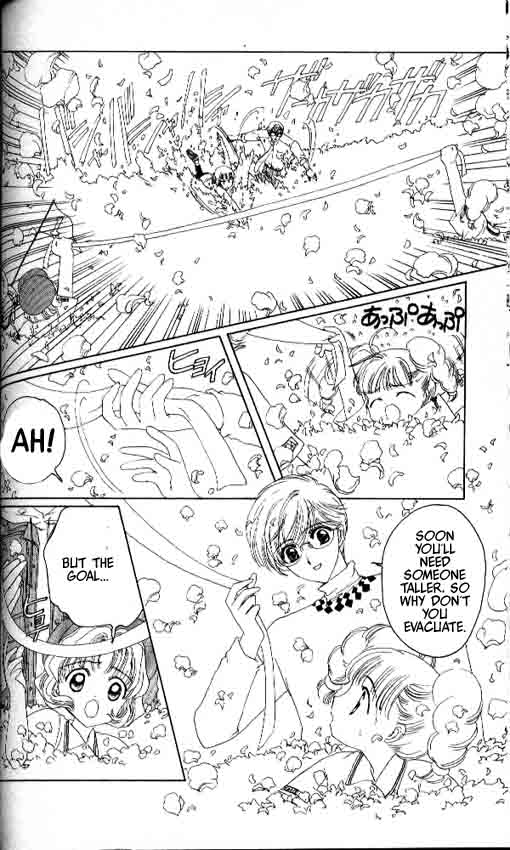 ザザザザ
あっぷあっぷ
ヒョイ
AH!
SOON
YOU'LL
NEED
SOMEONE
TALLER. SO
WHY DON'T
YOU
EVACUATE.
BUT THE
GOAL...